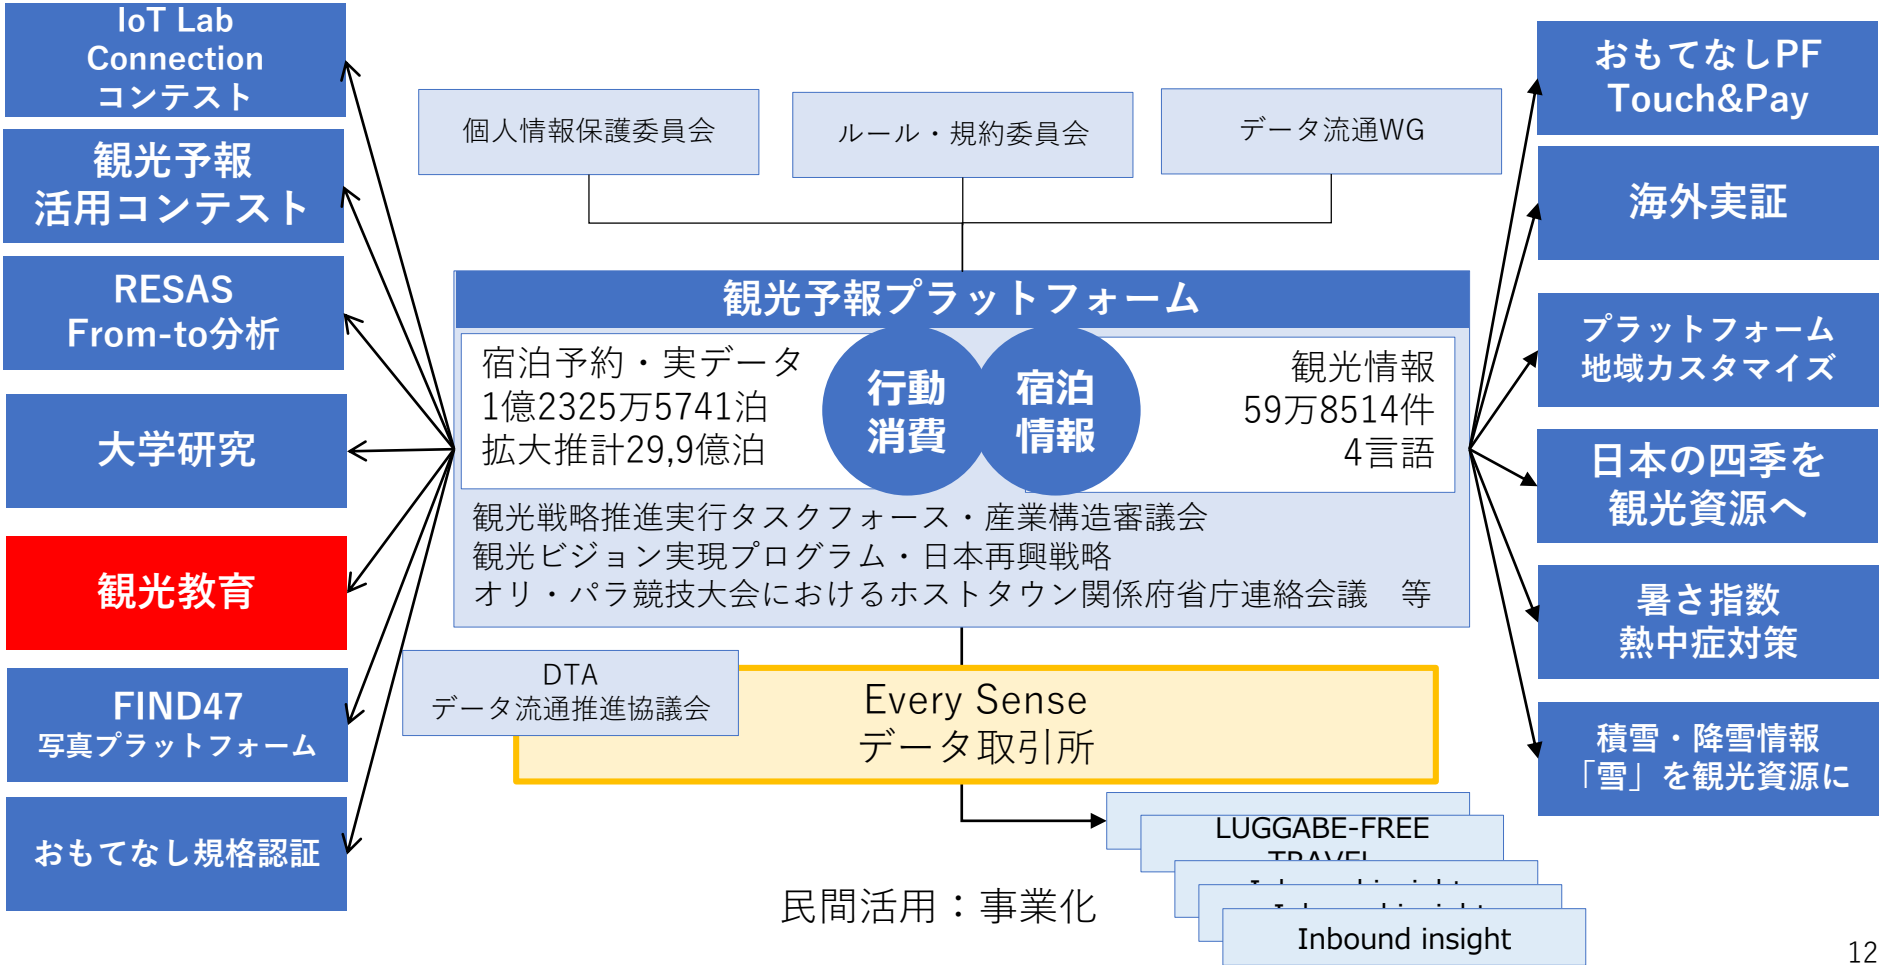 IoT Lab
Connection
コンテスト
観光予報
活用コンテスト
RESAS
From-to分析
大学研究
観光教育
FIND47
写真プラットフォーム
おもてなし規格認証
個人情報保護委員会
ルール・規約委員会
データ流通WG
観光予報プラットフォーム
宿泊予約・実データ
1億2325万5741泊
拡大推計29,9億泊
行動
消費
宿泊
情報
観光情報
59万8514件
4言語
観光戦略推進実行タスクフォース・産業構造審議会
観光ビジョン実現プログラム・日本再興戦略
オリ・パラ競技大会におけるホストタウン関係府省庁連絡会議　等
DTA
データ流通推進協議会
Every Sense
データ取引所
LUGGABE-FREE
TRAVEL
Inbound insight
Inbound insight
Inbound insight
民間活用：事業化
おもてなしPF
Touch&Pay
海外実証
プラットフォーム
地域カスタマイズ
日本の四季を
観光資源へ
暑さ指数
熱中症対策
積雪・降雪情報
「雪」を観光資源に
12